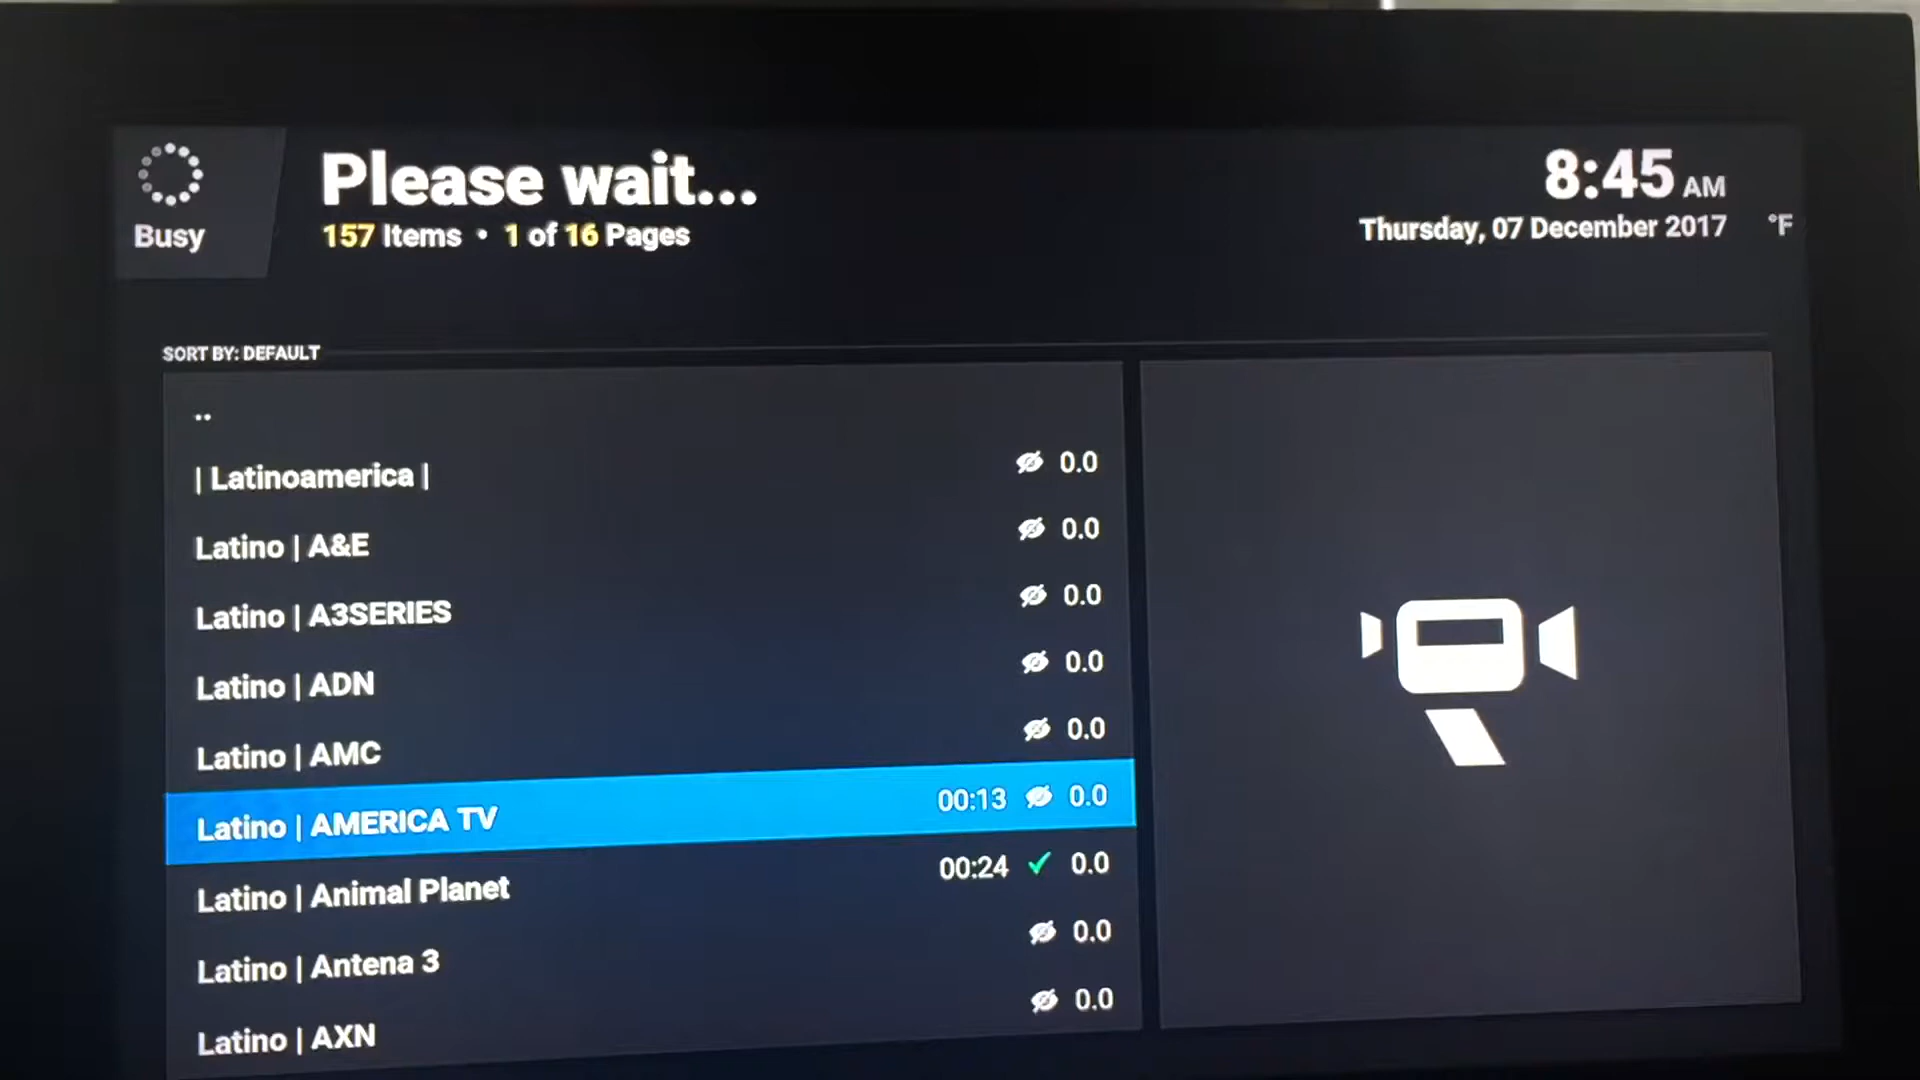 Busy
Please wait...
157 Items • 1 of 16 Pages
8:45 AM
Thursday, 07 December 2017 °F
SORT BY: DEFAULT
..
| Latinoamerica | 0.0
Latino | A&E 0.0
Latino | A3SERIES 0.0
Latino | ADN 0.0
Latino | AMC 0.0
Latino | AMERICA TV 00:13 0.0
Latino | Animal Planet 00:24 0.0
Latino | Antena 3 0.0
Latino | AXN 0.0